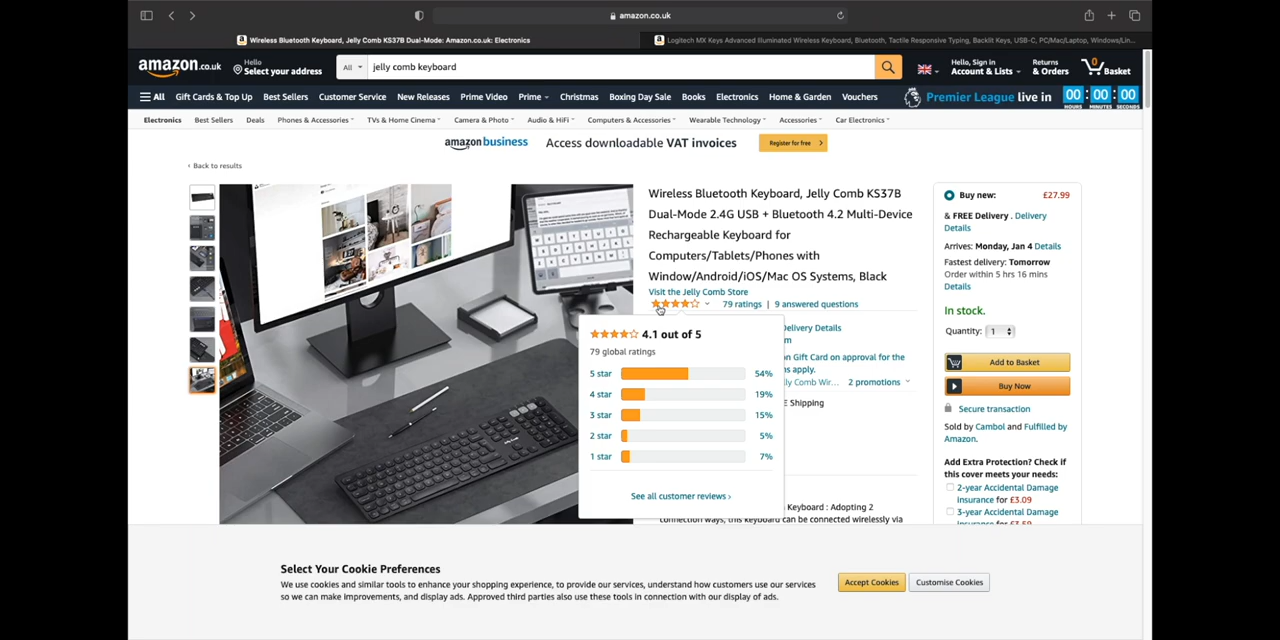 amazon.co.uk
Wireless Bluetooth Keyboard, Jelly Comb KS37B Dual-Mode: Amazon.co.uk: Electronics
Logitech MX Keys Advanced Illuminated Wireless Keyboard, Bluetooth, Tactile Responsive Typing, Backlit Keys, USB-C, PC/Mac/Laptop, Windows/Lin...
amazon.co.uk
Hello
Select your address
All
jelly comb keyboard
Hello, Sign in
Account & Lists
Returns
& Orders
0
Basket
All
Gift Cards & Top Up
Best Sellers
Customer Service
New Releases
Prime Video
Prime
Christmas
Boxing Day Sale
Books
Electronics
Home & Garden
Vouchers
Premier League live in
00 00 00
HOURS MINUTES SECONDS
Electronics
Best Sellers
Deals
Phones & Accessories
TVs & Home Cinema
Camera & Photo
Audio & HiFi
Computers & Accessories
Wearable Technology
Accessories
Car Electronics
amazon business
Access downloadable VAT invoices
Register for free
‹ Back to results
Wireless Bluetooth Keyboard, Jelly Comb KS37B
Dual-Mode 2.4G USB + Bluetooth 4.2 Multi-Device
Rechargeable Keyboard for
Computers/Tablets/Phones with
Window/Android/iOS/Mac OS Systems, Black
Visit the Jelly Comb Store
79 ratings | 9 answered questions
4.1 out of 5
79 global ratings
5 star 54%
4 star 19%
3 star 15%
2 star 5%
1 star 7%
See all customer reviews ›
Delivery Details
on Gift Card on approval for the
ns apply.
lly Comb Wir... 2 promotions
E Shipping
Keyboard : Adopting 2
connection ways, this keyboard can be connected wirelessly via
Buy new: £27.99
& FREE Delivery . Delivery
Details
Arrives: Monday, Jan 4 Details
Fastest delivery: Tomorrow
Order within 5 hrs 16 mins
Details
In stock.
Quantity: 1
Add to Basket
Buy Now
Secure transaction
Sold by Cambol and Fulfilled by
Amazon.
Add Extra Protection? Check if
this cover meets your needs:
2-year Accidental Damage
insurance for £3.09
3-year Accidental Damage
insurance for £3.59
Select Your Cookie Preferences
We use cookies and similar tools to enhance your shopping experience, to provide our services, understand how customers use our services
so we can make improvements, and display ads. Approved third parties also use these tools in connection with our display of ads.
Accept Cookies
Customise Cookies